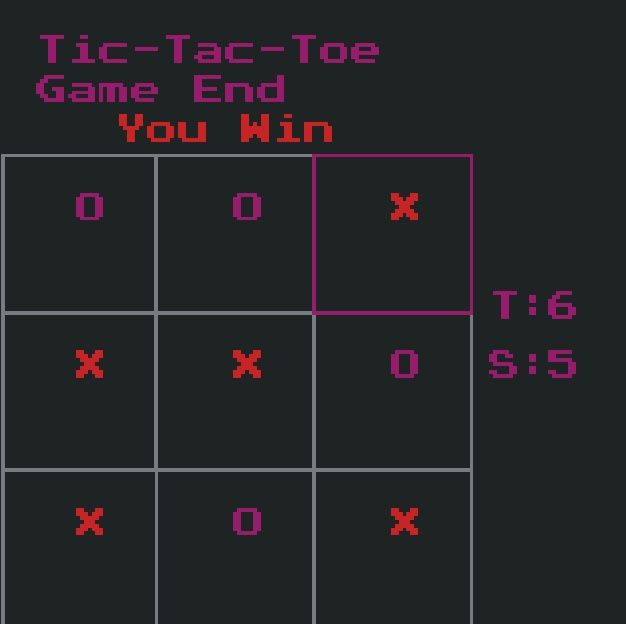 Tic-Tac-Toe
Game End
You Win
O O X
T:6
X X O
S:5
X O X